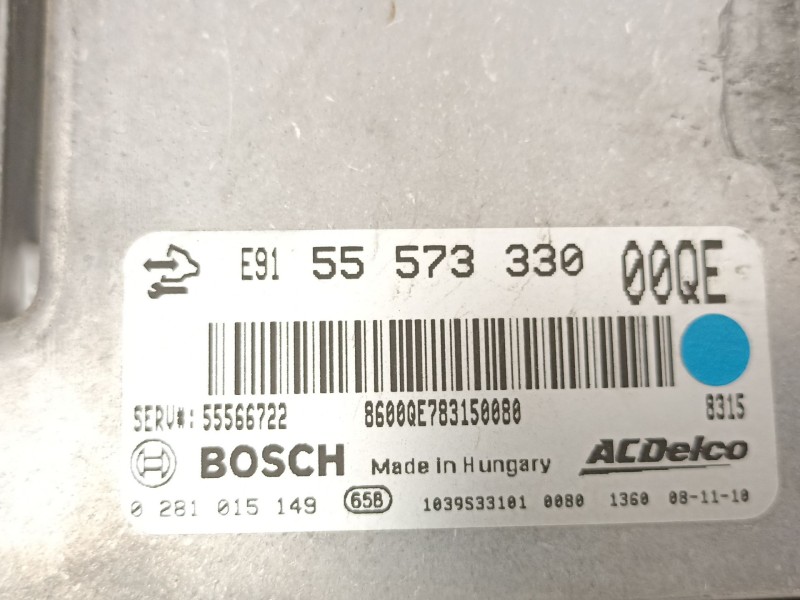 E91 55 573 330 00QE
SERV#: 55566722 8600QE783150080 8315
BOSCH Made in Hungary ACDelco
0 281 015 149 65B 1039S33101 0080 1360 08-11-10